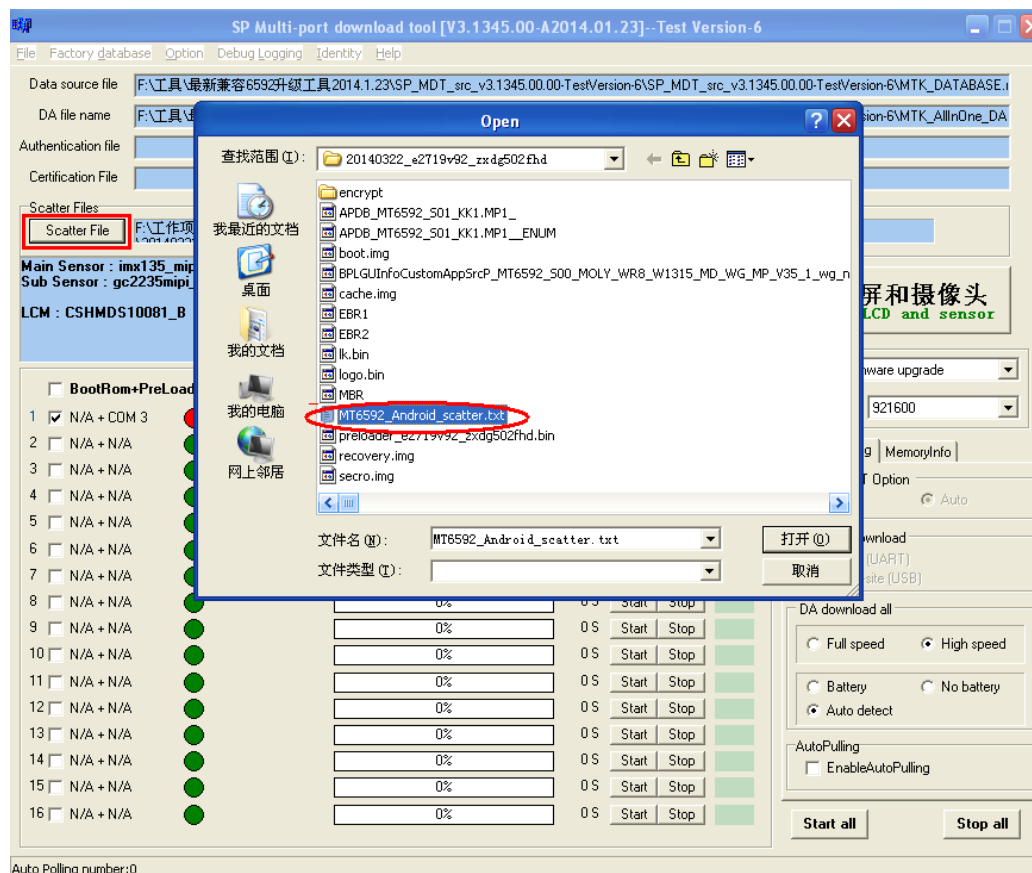 SP Multi-port download tool [V3.1345.00-A2014.01.23]--Test Version-6
File Factory database Option Debug Logging Identity Help
Data source file F:\工具\最新兼容6592升级工具2014.1.23\SP_MDT_src_v3.1345.00.00-TestVersion-6\SP_MDT_src_v3.1345.00.00-TestVersion-6\MTK_DATABASE.
DA file name F:\工具\ sion-6\MTK_AllInOne_DA
Authentication file
Certification File
Scatter Files
Scatter File F:\工作项
Main Sensor : imx135_mip
Sub Sensor : gc2235mipi_
LCM : CSHMDS10081_B
屏和摄像头
LCD and sensor
Open
查找范围(I): 20140322_e2719v92_zxdg502fhd
我最近的文档
桌面
我的文档
我的电脑
网上邻居
encrypt
APDB_MT6592_S01_KK1.MP1_
APDB_MT6592_S01_KK1.MP1__ENUM
boot.img
BPLGUInfoCustomAppSrcP_MT6592_S00_MOLY_WR8_W1315_MD_WG_MP_V35_1_wg_n
cache.img
EBR1
EBR2
lk.bin
logo.bin
MBR
MT6592_Android_scatter.txt
preloader_e2719v92_zxdg502fhd.bin
recovery.img
secro.img
文件名(N): MT6592_Android_scatter.txt 打开(O)
文件类型(T): 取消
ware upgrade
921600
g MemoryInfo
T Option
Auto
wnload
(UART)
site (USB)
DA download all
Full speed High speed
Battery No battery
Auto detect
AutoPulling
EnableAutoPulling
Start all Stop all
BootRom+PreLoad
1 N/A + COM 3
2 N/A + N/A
3 N/A + N/A
4 N/A + N/A
5 N/A + N/A
6 N/A + N/A
7 N/A + N/A
8 N/A + N/A 0% 0 S Start Stop
9 N/A + N/A 0% 0 S Start Stop
10 N/A + N/A 0% 0 S Start Stop
11 N/A + N/A 0% 0 S Start Stop
12 N/A + N/A 0% 0 S Start Stop
13 N/A + N/A 0% 0 S Start Stop
14 N/A + N/A 0% 0 S Start Stop
15 N/A + N/A 0% 0 S Start Stop
16 N/A + N/A 0% 0 S Start Stop
Auto Polling number:0